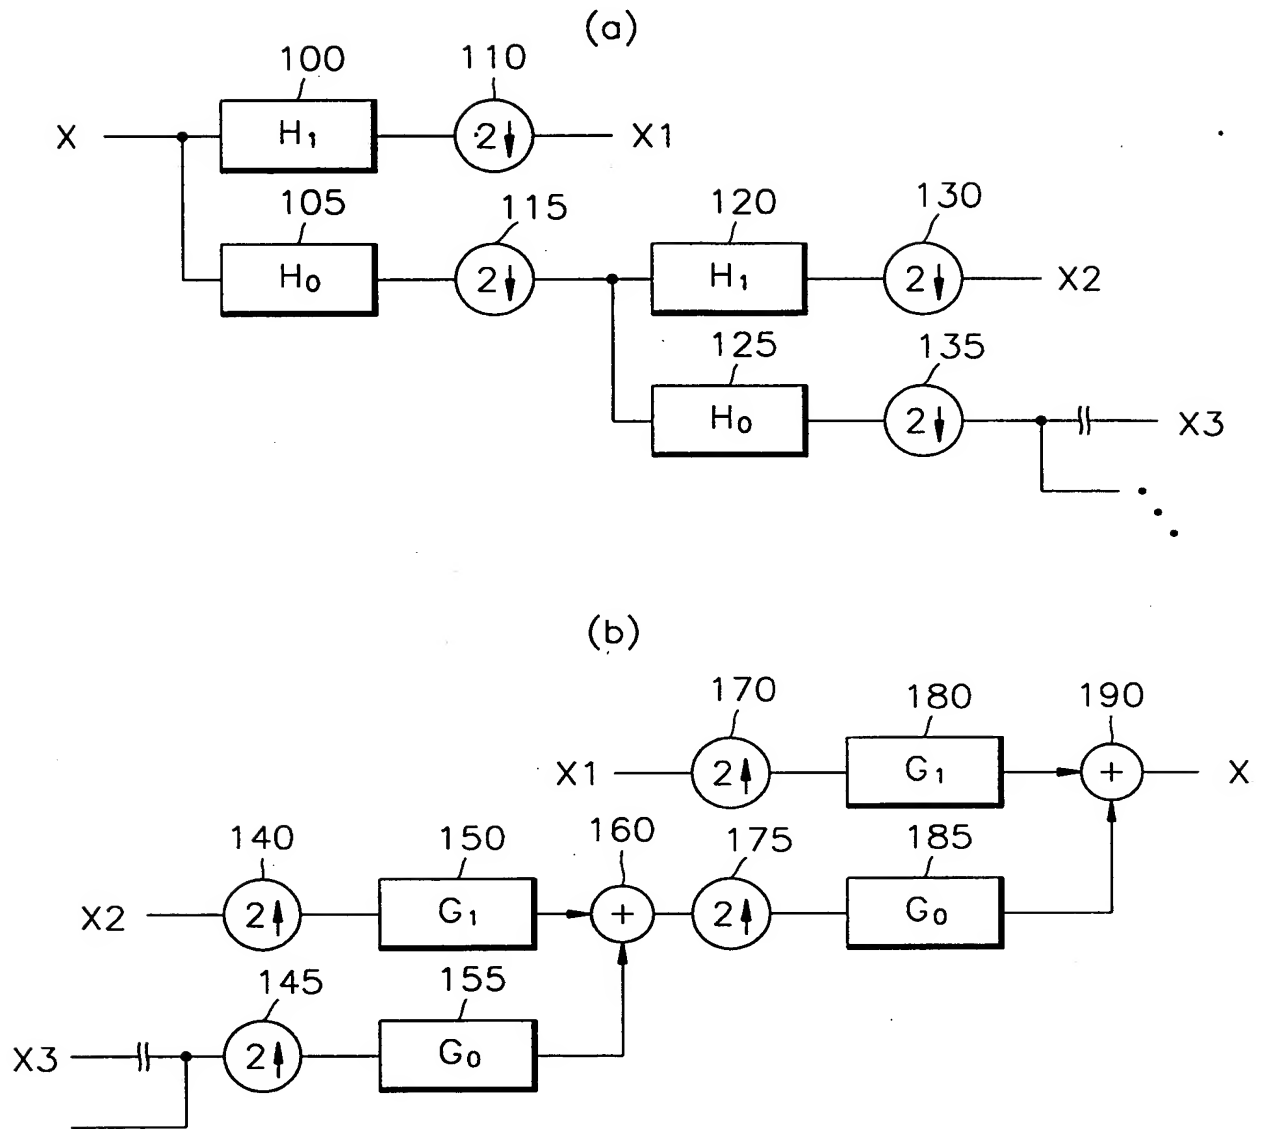 (a)
100 110
X H₁ 2↓ X1
105 115 120 130
H₀ 2↓ H₁ 2↓ X2
125 135
H₀ 2↓ X3
(b)
170 180 190
X1 2↑ G₁ + X
140 150 160 175 185
X2 2↑ G₁ + 2↑ G₀
145 155
X3 2↑ G₀